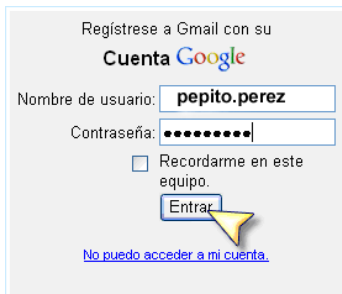 Regístrese a Gmail con su
Cuenta Google
Nombre de usuario: pepito.perez
Contraseña: •••••••••
Recordarme en este
equipo.
Entrar
No puedo acceder a mi cuenta.